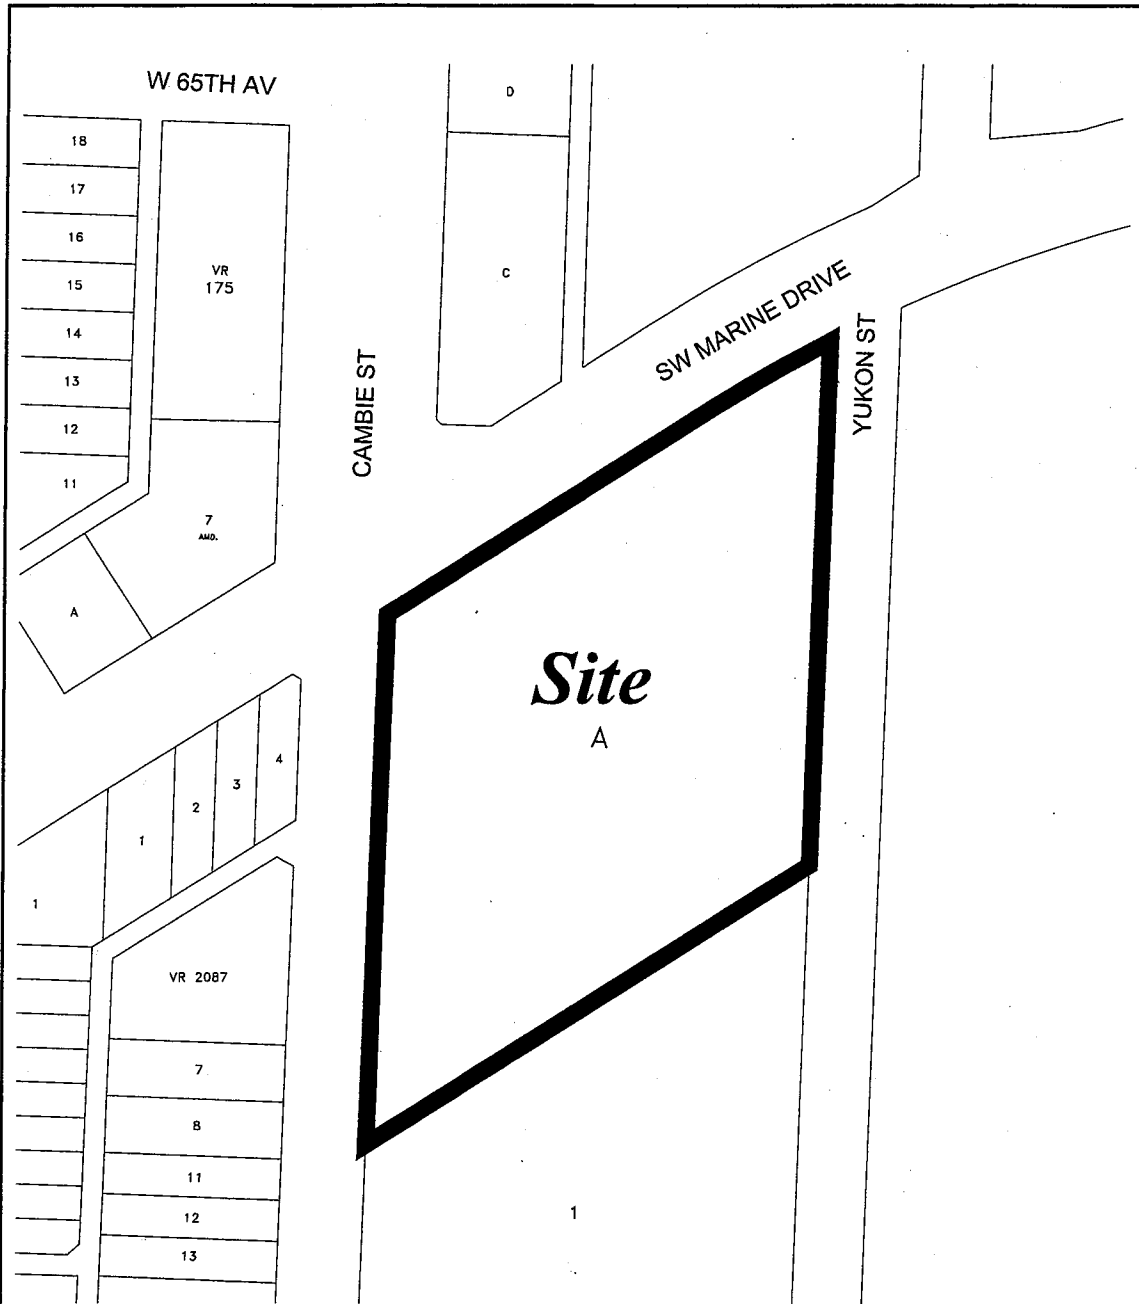 W 65TH AV
D
18
17
16
15
14
13
12
11
VR
175
C
SW MARINE DRIVE
YUKON ST
CAMBIE ST
7
AMD.
A
Site
A
4
3
2
1
1
VR 2087
7
8
11
12
13
1